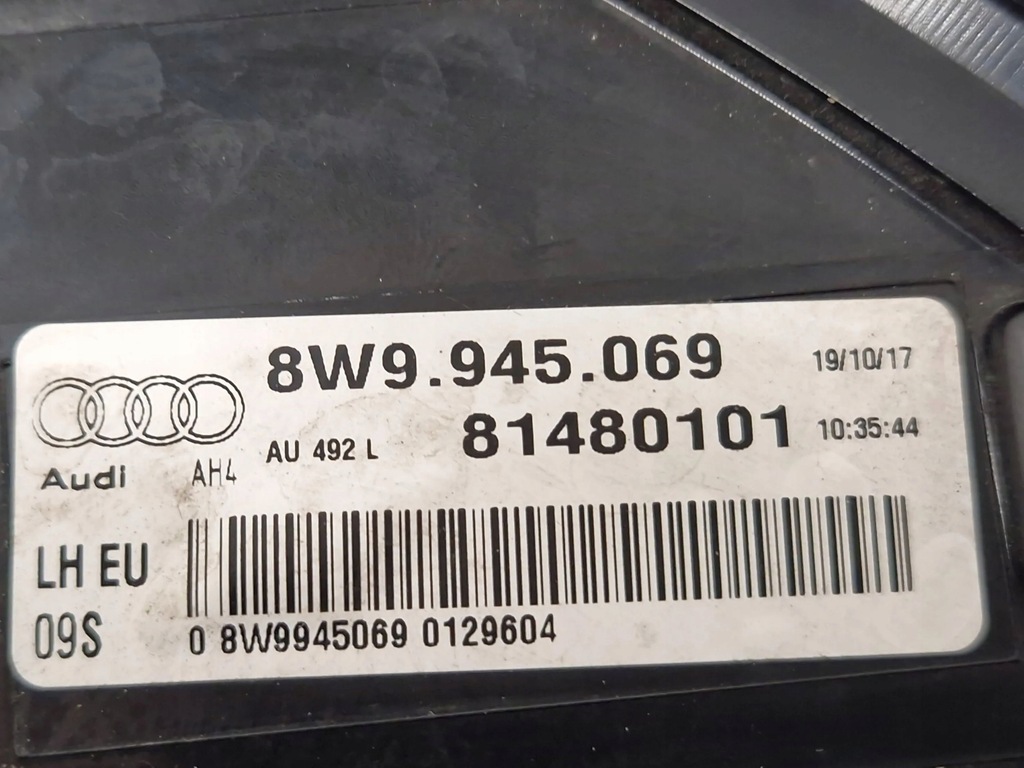 8W9.945.069 19/10/17
AU 492 L 81480101 10:35:44
Audi AH4
LH EU
09S
0 8W9945069 0129604